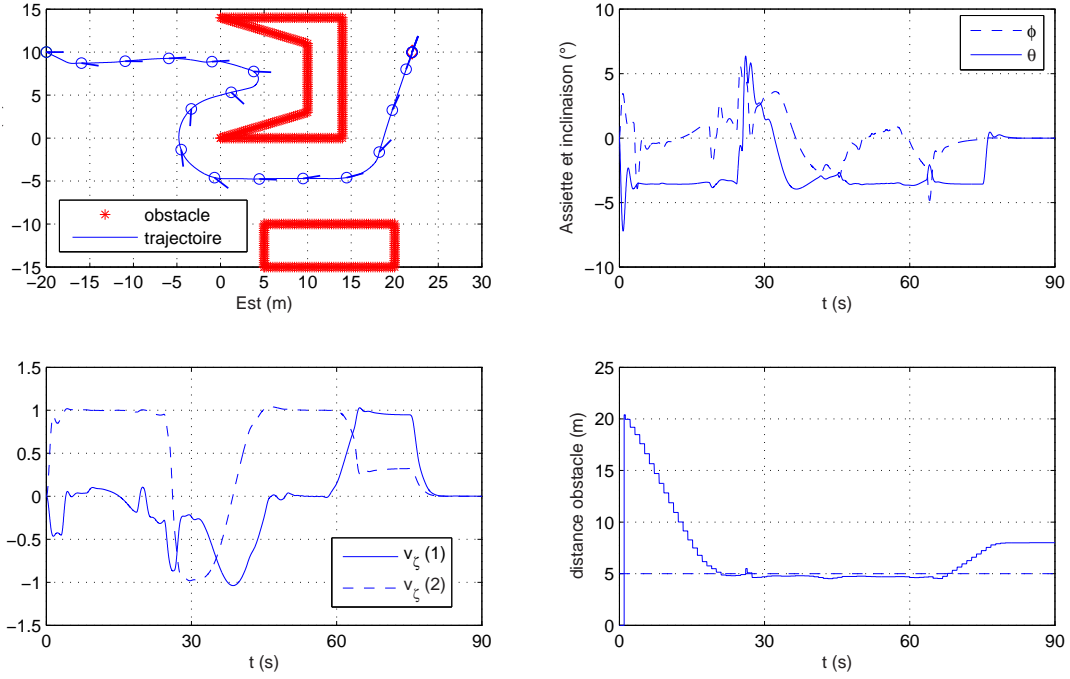 15
10
5
0
−5
−10
−15
−20 −15 −10 −5 0 5 10 15 20 25 30
Est (m)
obstacle
trajectoire
10
5
0
−5
−10
0 30 60 90
t (s)
Assiette et inclinaison (°)
ϕ
θ
1.5
1
0.5
0
−0.5
−1
−1.5
0 30 60 90
t (s)
vζ (1)
vζ (2)
25
20
15
10
5
0
0 30 60 90
t (s)
distance obstacle (m)